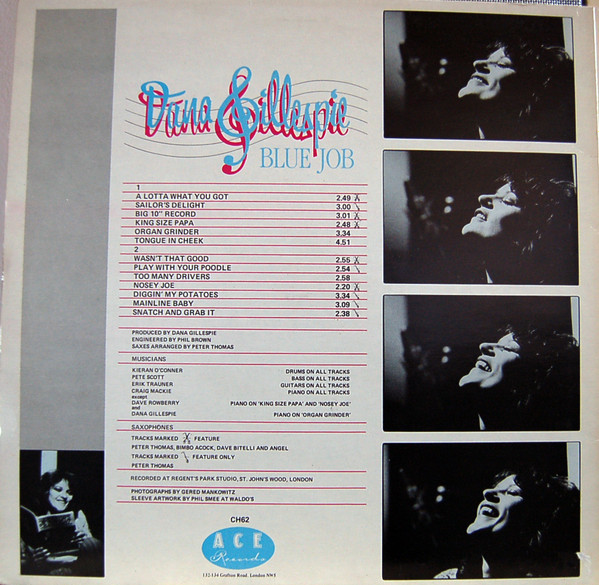 Dana Gillespie
BLUE JOB
1
A LOTTA WHAT YOU GOT 2.49
SAILOR'S DELIGHT 3.00
BIG 10" RECORD 3.01
KING SIZE PAPA 2.48
ORGAN GRINDER 3.34
TONGUE IN CHEEK 4.51
2
WASN'T THAT GOOD 2.55
PLAY WITH YOUR POODLE 2.54
TOO MANY DRIVERS 2.58
NOSEY JOE 2.20
DIGGIN' MY POTATOES 3.34
MAINLINE BABY 3.09
SNATCH AND GRAB IT 2.38
PRODUCED BY DANA GILLESPIE
ENGINEERED BY PHIL BROWN
SAXES ARRANGED BY PETER THOMAS
MUSICIANS
KIERAN O'CONNER DRUMS ON ALL TRACKS
PETE SCOTT BASS ON ALL TRACKS
ERIK TRAUNER GUITARS ON ALL TRACKS
CRAIG MACKIE PIANO ON ALL TRACKS
except
DAVE ROWBERRY PIANO ON 'KING SIZE PAPA' AND 'NOSEY JOE'
and
DANA GILLESPIE PIANO ON 'ORGAN GRINDER'
SAXOPHONES
TRACKS MARKED FEATURE
PETER THOMAS, BIMBO ACOCK, DAVE BITELLI AND ANGEL
TRACKS MARKED FEATURE ONLY
PETER THOMAS
RECORDED AT REGENT'S PARK STUDIO, ST. JOHN'S WOOD, LONDON
PHOTOGRAPHS BY GERED MANKOWITZ
SLEEVE ARTWORK BY PHIL SMEE AT WALDO'S
CH62
ACE
Records
132-134 Grafton Road, London NW5